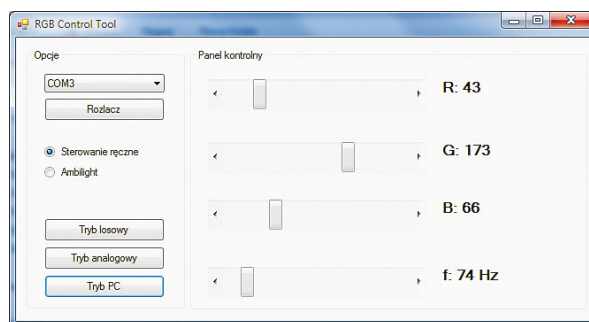 RGB Control Tool
Opcje
COM3
Rozlacz
Sterowanie ręczne
Ambilight
Tryb losowy
Tryb analogowy
Tryb PC
Panel kontrolny
R: 43
G: 173
B: 66
f: 74 Hz